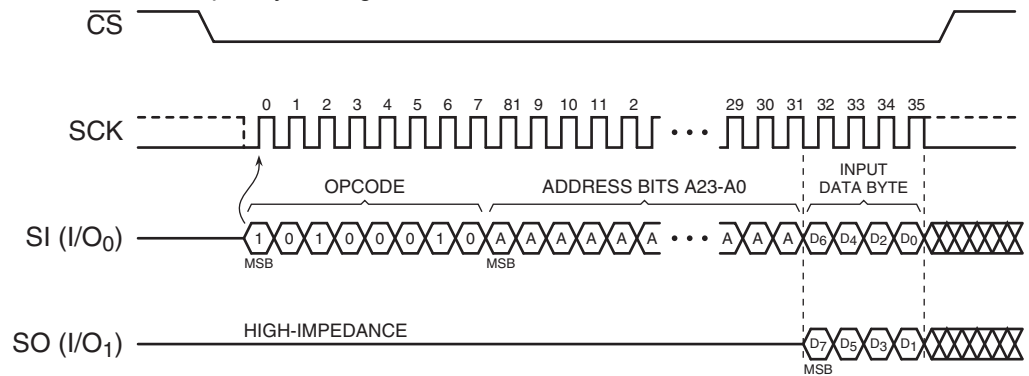 CS
0 1 2 3 4 5 6 7 81 9 10 11 2 29 30 31 32 33 34 35
SCK
OPCODE
ADDRESS BITS A23-A0
INPUT
DATA BYTE
SI (I/O0) 1 0 1 0 0 0 1 0 A A A A A A A A A D6 D4 D2 D0
MSB MSB
HIGH-IMPEDANCE
SO (I/O1) D7 D5 D3 D1
MSB